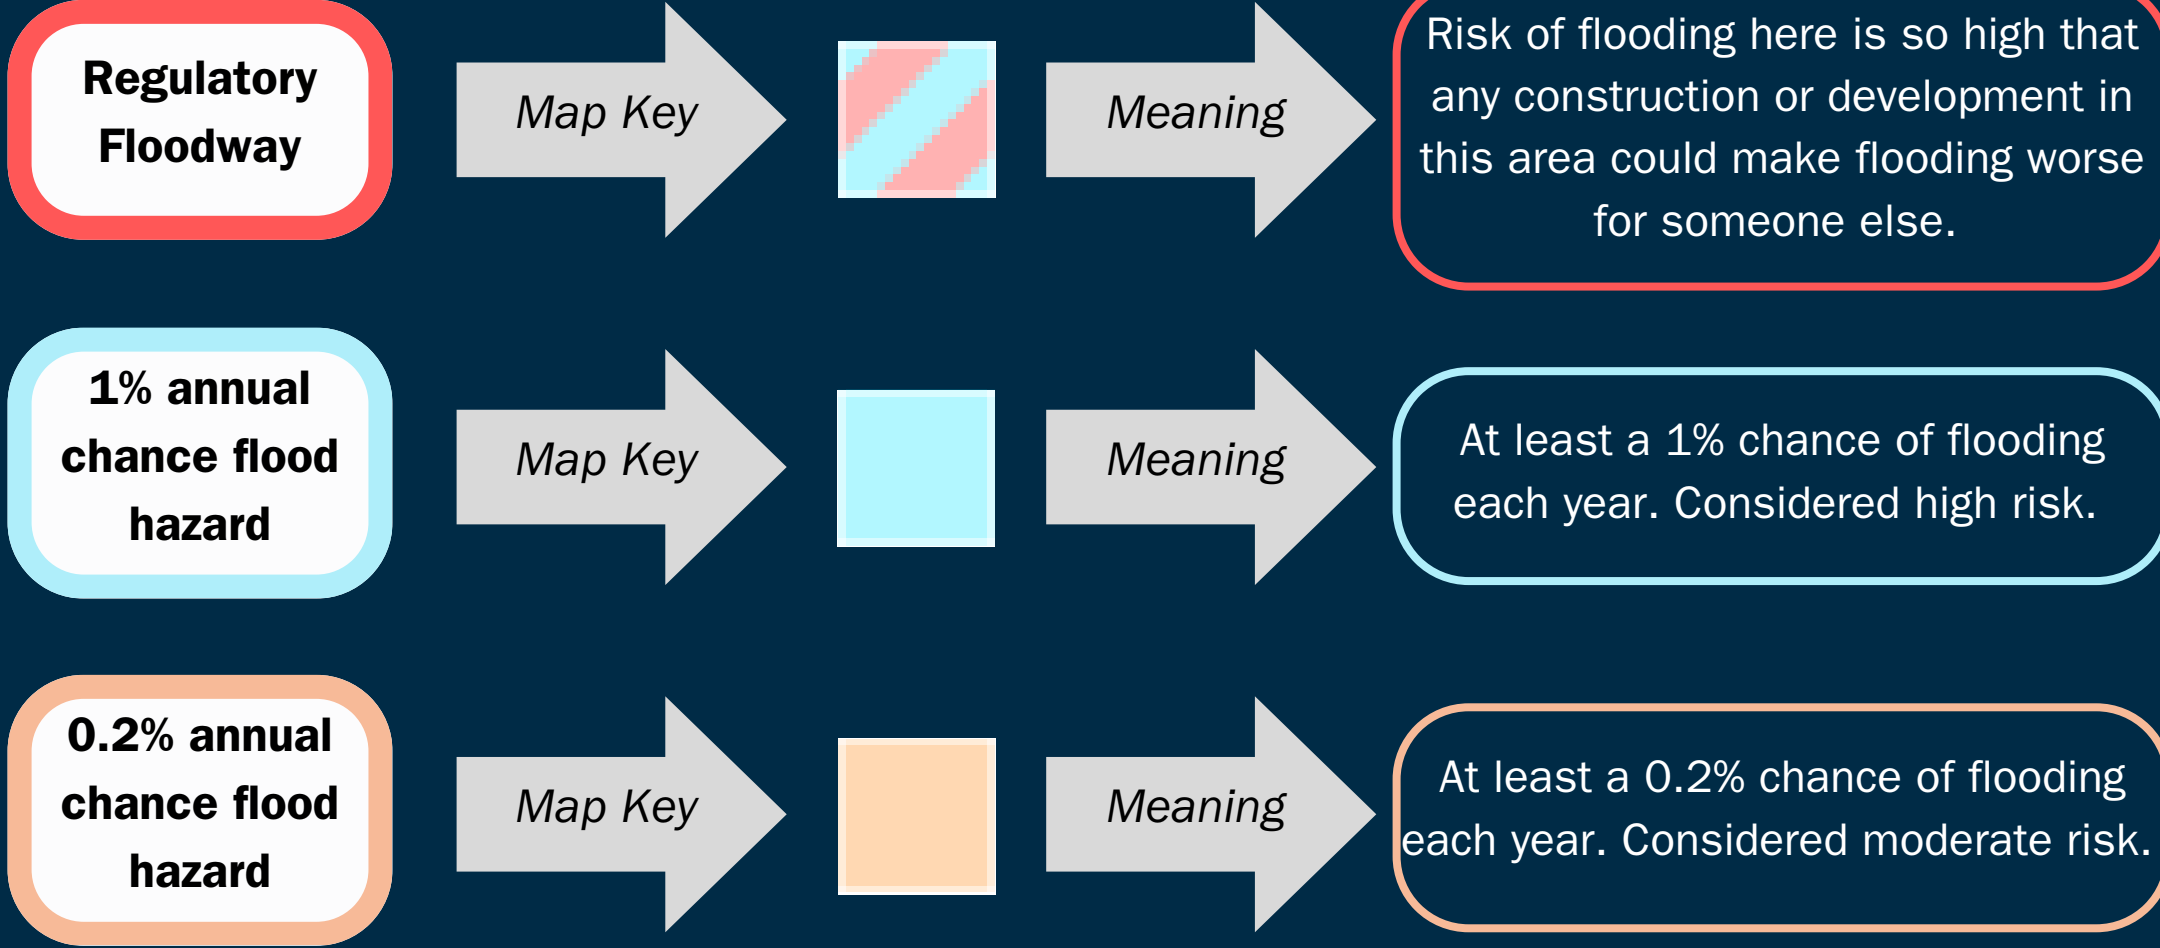 Regulatory
Floodway
Map Key
Meaning
Risk of flooding here is so high that
any construction or development in
this area could make flooding worse
for someone else.
1% annual
chance flood
hazard
Map Key
Meaning
At least a 1% chance of flooding
each year. Considered high risk.
0.2% annual
chance flood
hazard
Map Key
Meaning
At least a 0.2% chance of flooding
each year. Considered moderate risk.